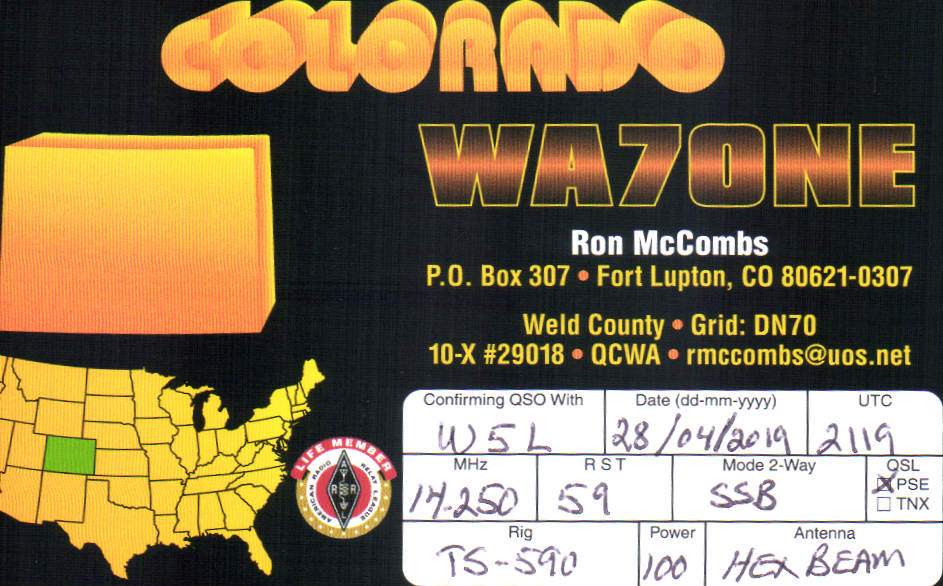 COLORADO
WA7ONE
Ron McCombs
P.O. Box 307 • Fort Lupton, CO 80621-0307
Weld County • Grid: DN70
10-X #29018 • QCWA • rmccombs@uos.net
LIFE MEMBER
AMERICAN RADIO RELAY LEAGUE
A
R R
L
Confirming QSO With Date (dd-mm-yyyy) UTC
W5L 28/04/2019 2119
MHz RST Mode 2-Way QSL
14.250 59 SSB ☒ PSE
☐ TNX
Rig Power Antenna
TS-590 100 HEX BEAM